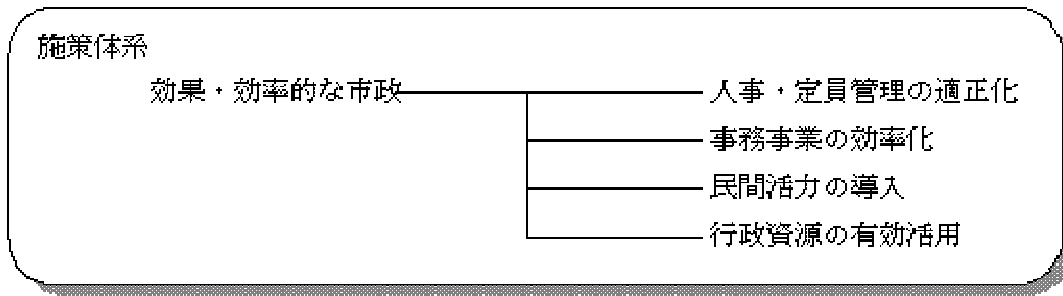 施策体系
効果・効率的な市政 人事・定員管理の適正化
事務事業の効率化
民間活力の導入
行政資源の有効活用